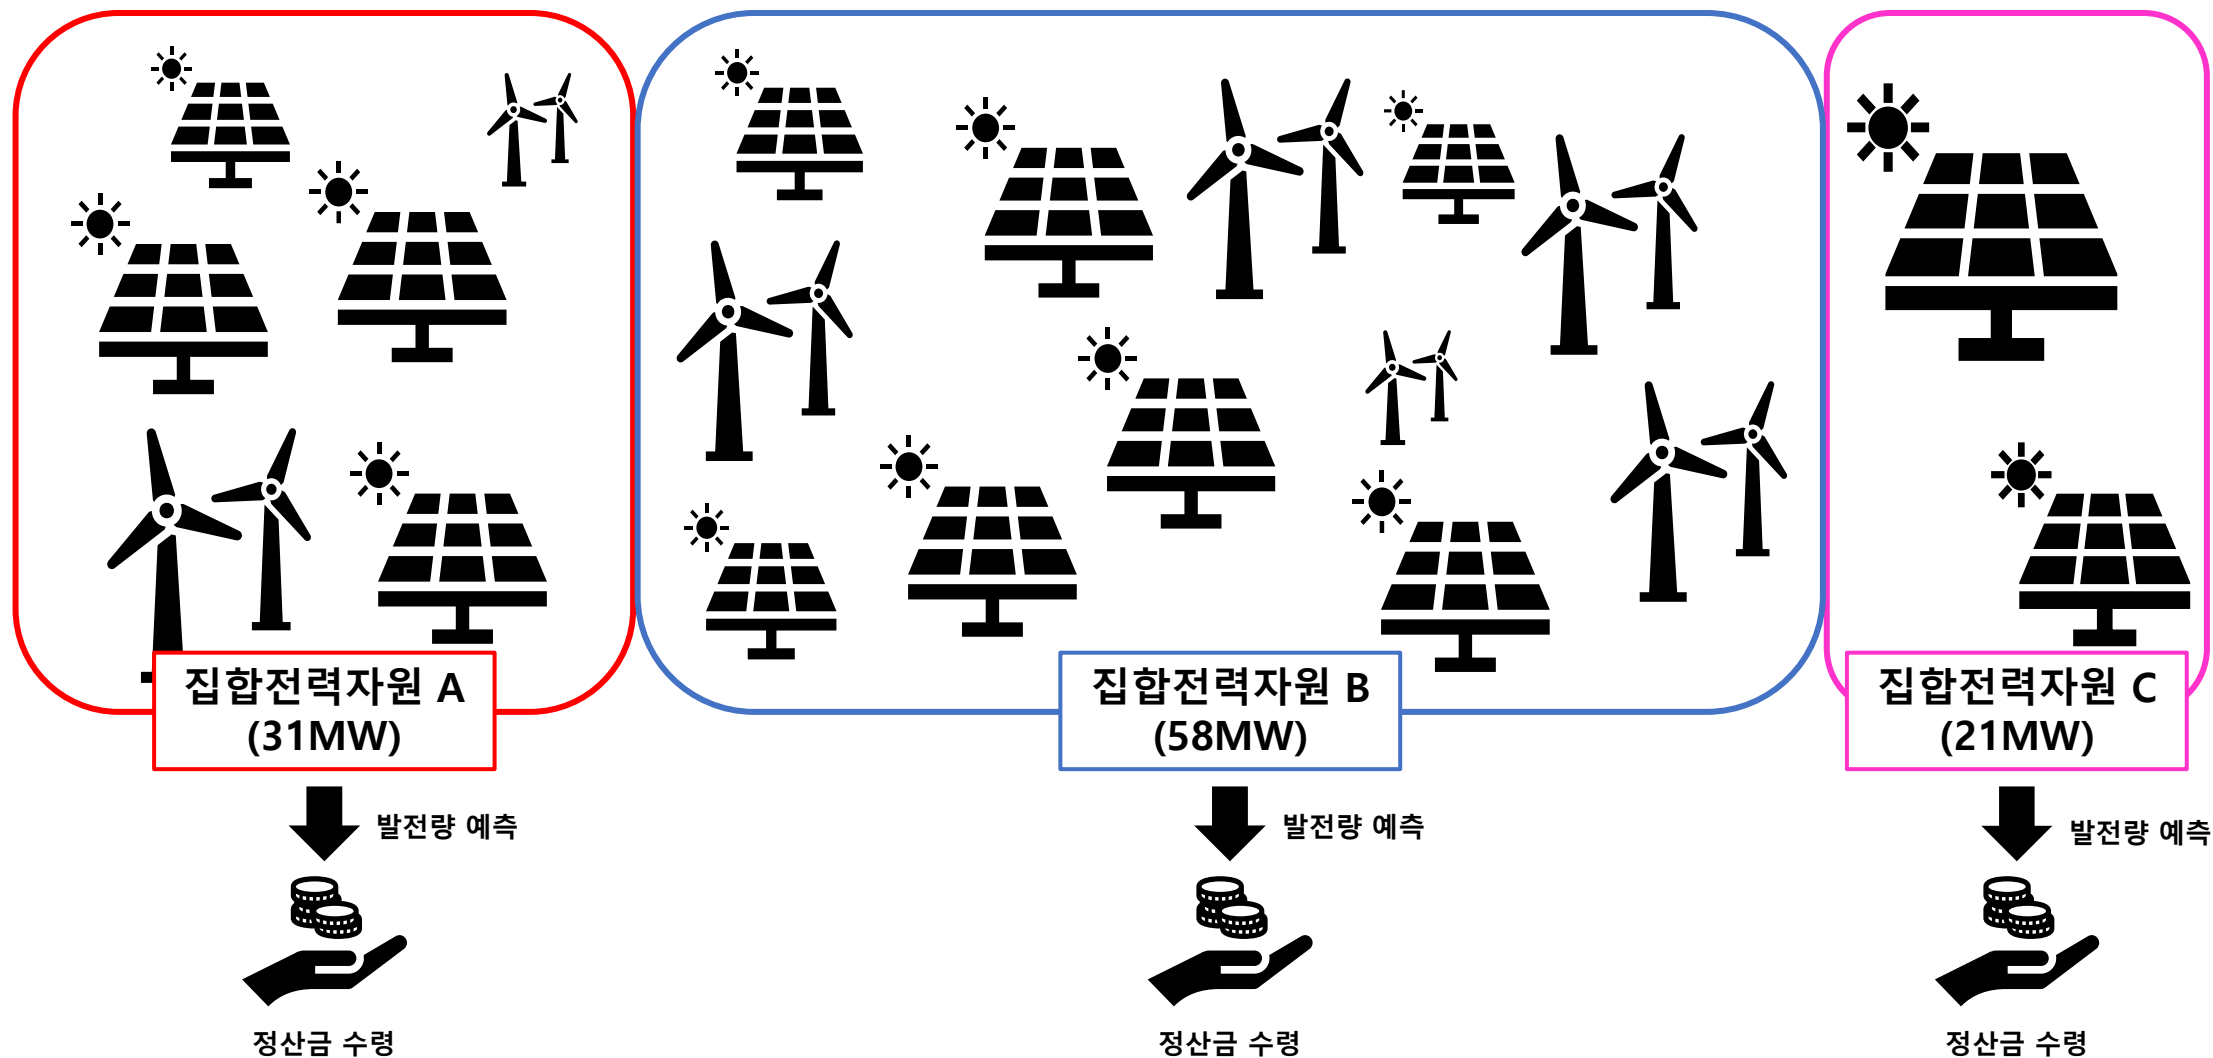 집합전력자원 A
(31MW)
집합전력자원 B
(58MW)
집합전력자원 C
(21MW)
발전량 예측
발전량 예측
발전량 예측
정산금 수령
정산금 수령
정산금 수령